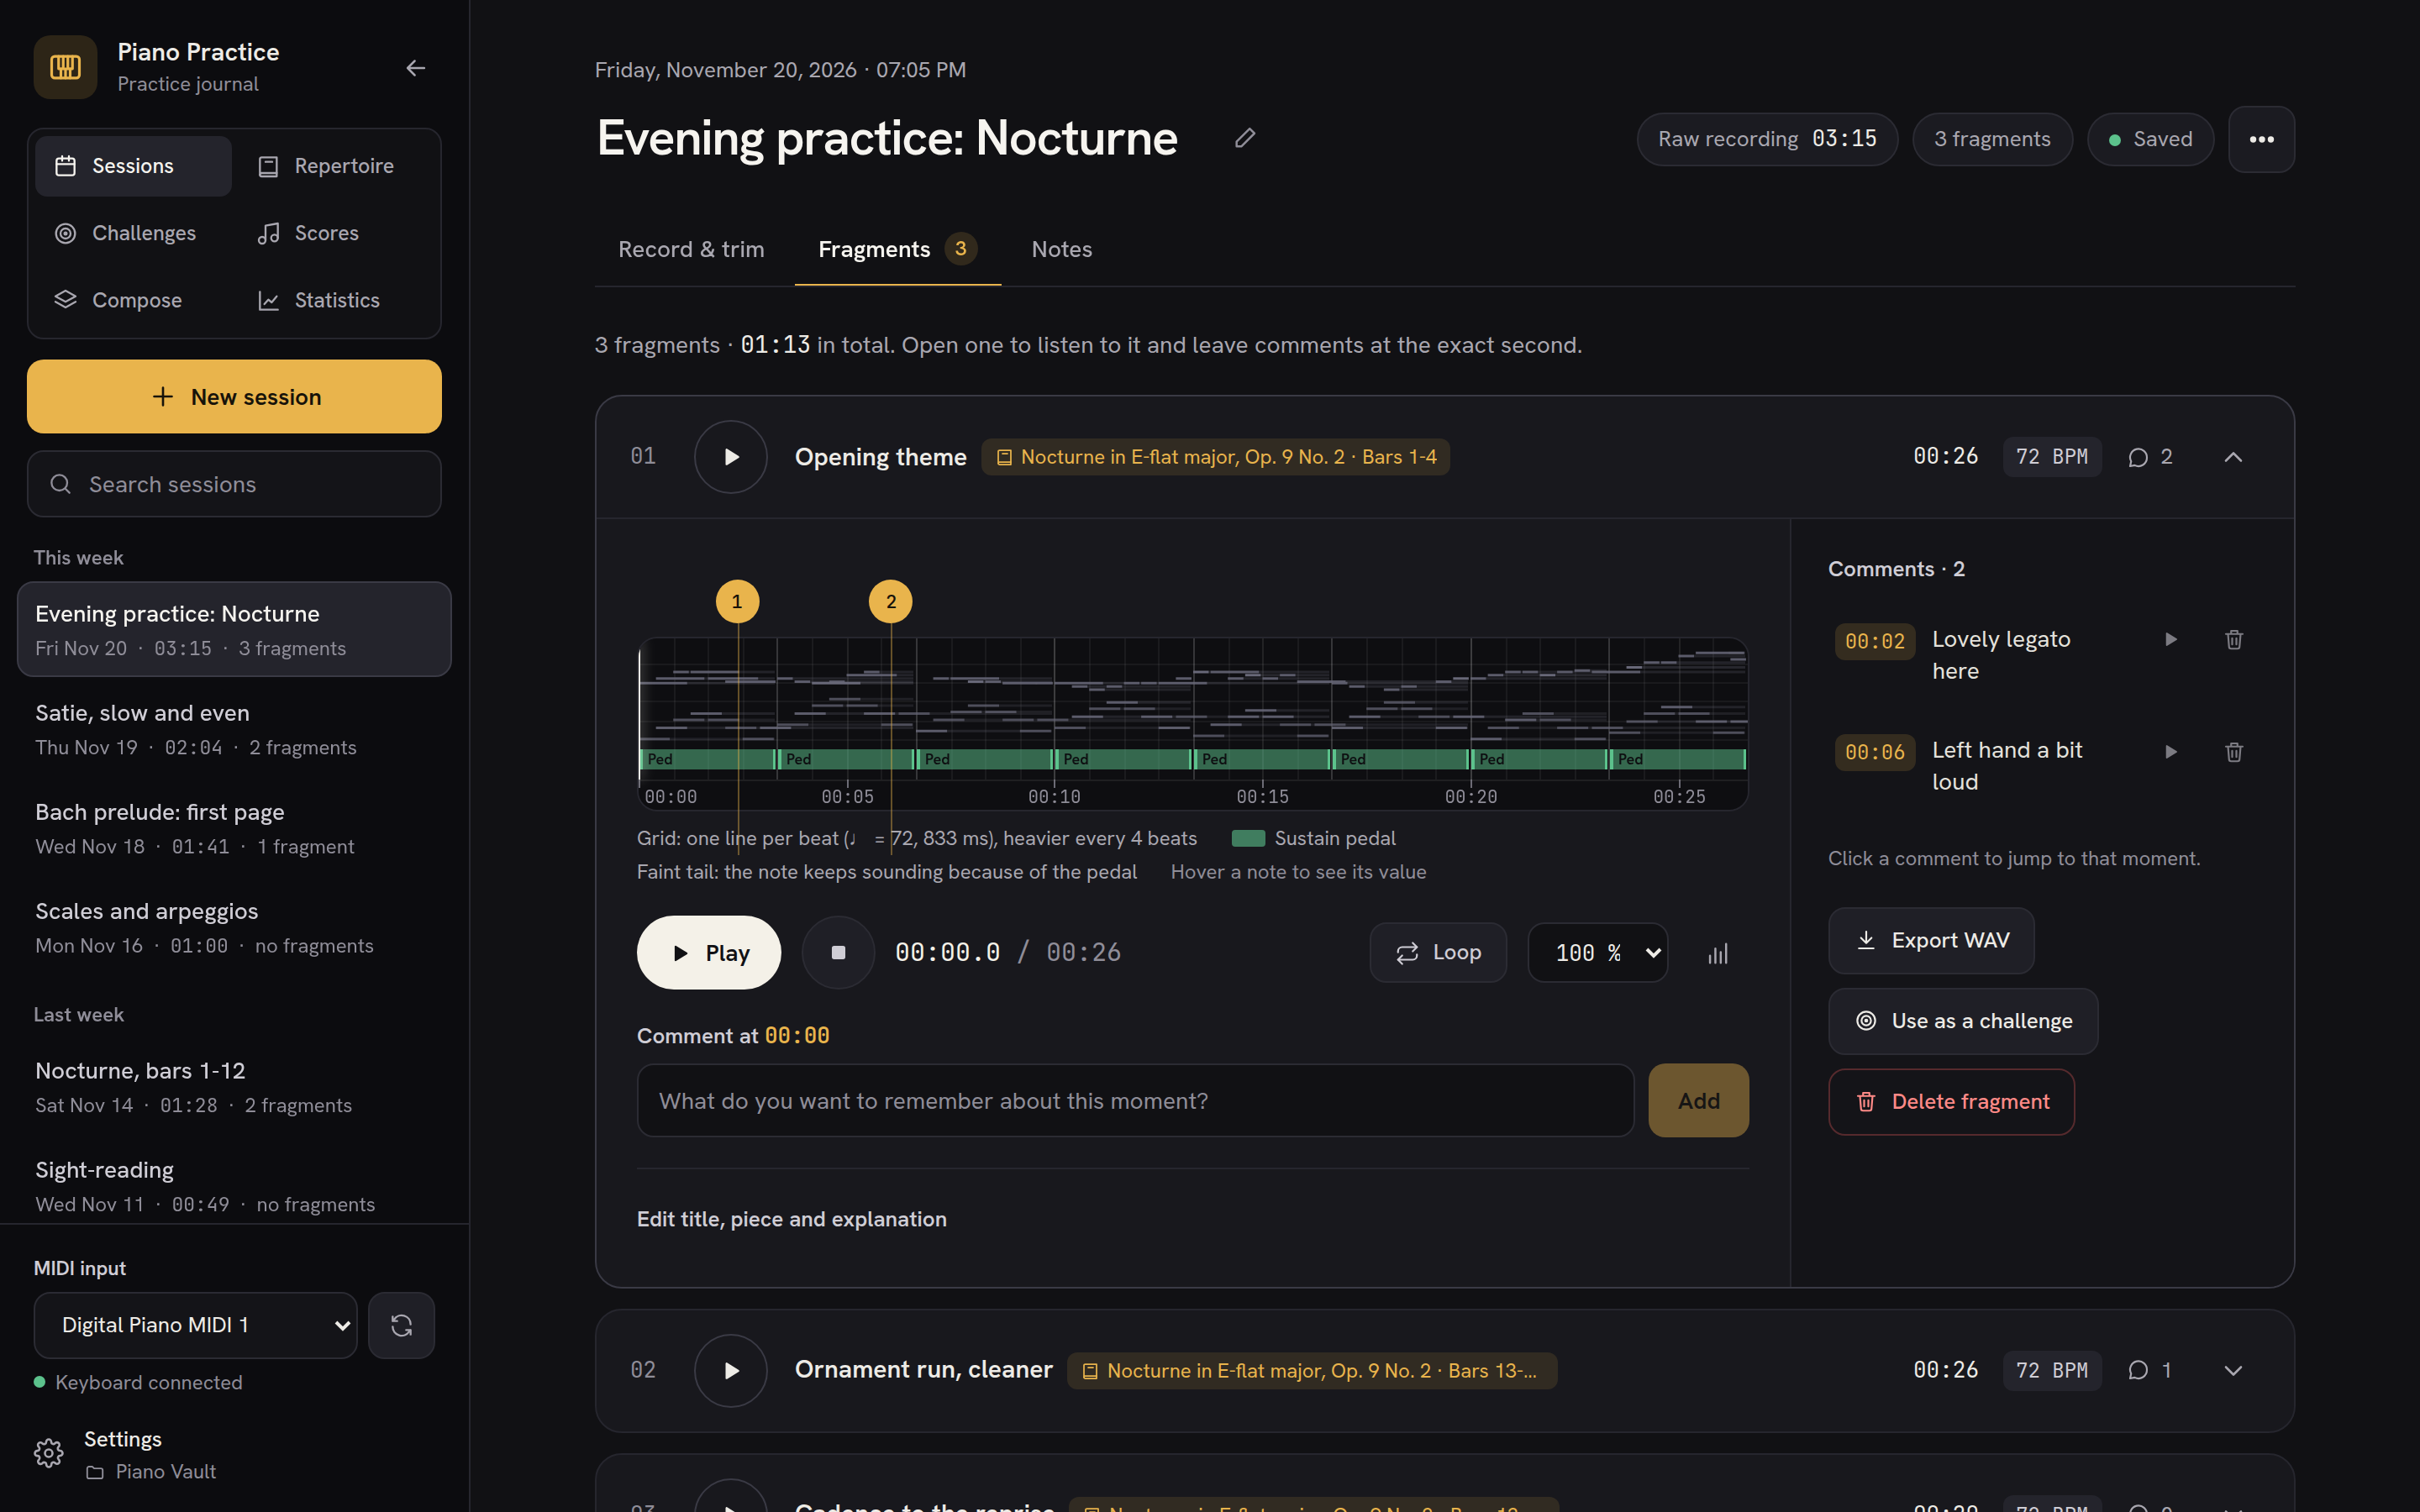 Piano Practice
Practice journal
Sessions
Repertoire
Challenges
Scores
Compose
Statistics
New session
Search sessions
This week
Evening practice: Nocturne
Fri Nov 20 · 03:15 · 3 fragments
Satie, slow and even
Thu Nov 19 · 02:04 · 2 fragments
Bach prelude: first page
Wed Nov 18 · 01:41 · 1 fragment
Scales and arpeggios
Mon Nov 16 · 01:00 · no fragments
Last week
Nocturne, bars 1-12
Sat Nov 14 · 01:28 · 2 fragments
Sight-reading
Wed Nov 11 · 00:49 · no fragments
MIDI input
Digital Piano MIDI 1
Keyboard connected
Settings
Piano Vault
Friday, November 20, 2026 · 07:05 PM
Evening practice: Nocturne
Raw recording 03:15
3 fragments
Saved
Record & trim
Fragments 3
Notes
3 fragments · 01:13 in total. Open one to listen to it and leave comments at the exact second.
01
Opening theme
Nocturne in E-flat major, Op. 9 No. 2 · Bars 1-4
00:26
72 BPM
2
1
2
Ped Ped Ped Ped Ped Ped Ped Ped
00:00 00:05 00:10 00:15 00:20 00:25
Grid: one line per beat (♩ = 72, 833 ms), heavier every 4 beats
Sustain pedal
Faint tail: the note keeps sounding because of the pedal
Hover a note to see its value
Play
00:00.0 / 00:26
Loop
100 %
Comment at 00:00
What do you want to remember about this moment?
Add
Edit title, piece and explanation
Comments · 2
00:02
Lovely legato
here
00:06
Left hand a bit
loud
Click a comment to jump to that moment.
Export WAV
Use as a challenge
Delete fragment
02
Ornament run, cleaner
Nocturne in E-flat major, Op. 9 No. 2 · Bars 13-…
00:26
72 BPM
1